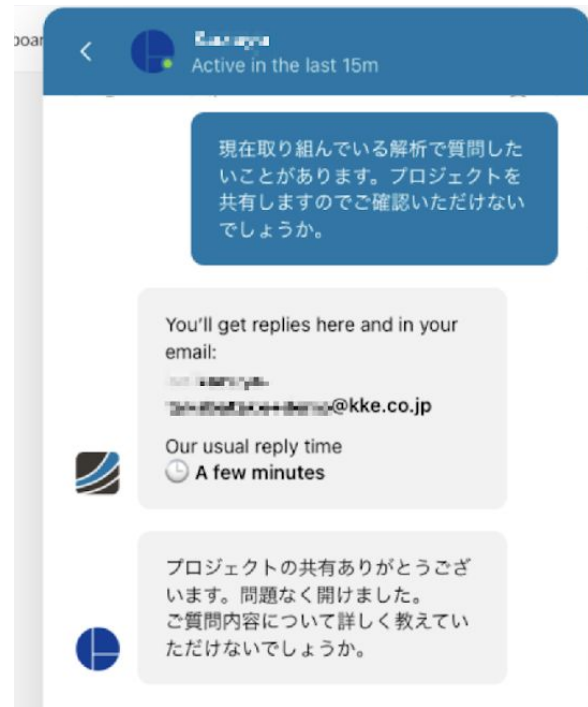 Active in the last 15m
現在取り組んでいる解析で質問した
いことがあります。プロジェクトを
共有しますのでご確認いただけない
でしょうか。
You'll get replies here and in your
email:
@kke.co.jp
Our usual reply time
A few minutes
プロジェクトの共有ありがとうござ
います。問題なく開けました。
ご質問内容について詳しく教えてい
ただけないでしょうか。